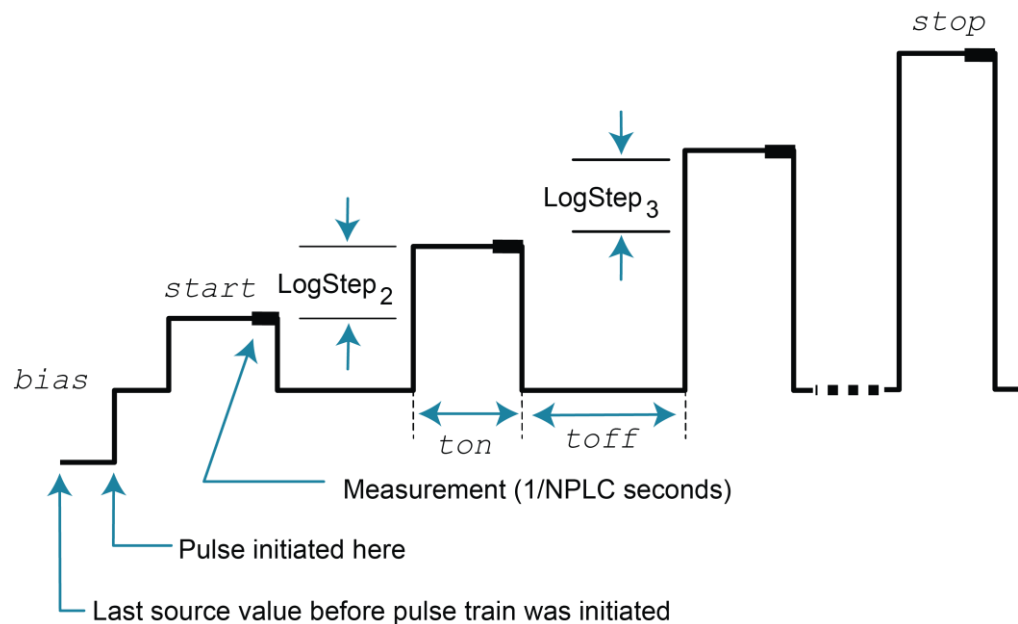 stop
LogStep3
start
LogStep2
bias
ton
toff
Measurement (1/NPLC seconds)
Pulse initiated here
Last source value before pulse train was initiated